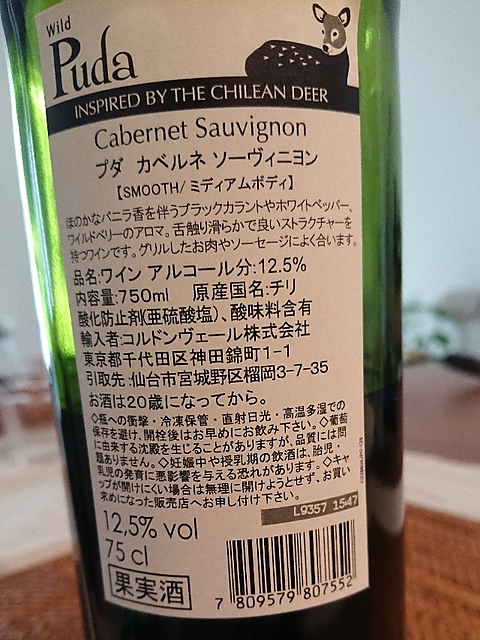 Wild
Puda
INSPIRED BY THE CHILEAN DEER
Cabernet Sauvignon
プダ カベルネ ソーヴィニヨン
【SMOOTH/ミディアムボディ】
ほのかなバニラ香を伴うブラックカラントやホワイトペッパー、
ワイルドベリーのアロマ。舌触り滑らかで良いストラクチャーを
持つワインです。グリルしたお肉やソーセージによく合います。
品名:ワイン アルコール分:12.5%
内容量:750ml 原産国名:チリ
酸化防止剤(亜硫酸塩)、酸味料含有
輸入者:コルドンヴェール株式会社
東京都千代田区神田錦町1-1
引取先:仙台市宮城野区榴岡3-7-35
お酒は20歳になってから。
◇瓶への衝撃・冷凍保管・直射日光・高温多湿での
保存を避け、開栓後はお早めにお飲み下さい。◇葡萄
に由来する沈殿を生じることがありますが、品質には問
題ありません。◇妊娠中や授乳期の飲酒は、胎児・
乳児の発育に悪影響を与える恐れがあります。◇キャ
ップが開けにくい場合は無理に開けようとせず、お買い
求めになった販売店へお申し付け下さい。
L9357 1547
12,5% vol
75 cl
果実酒
7 809579 807552